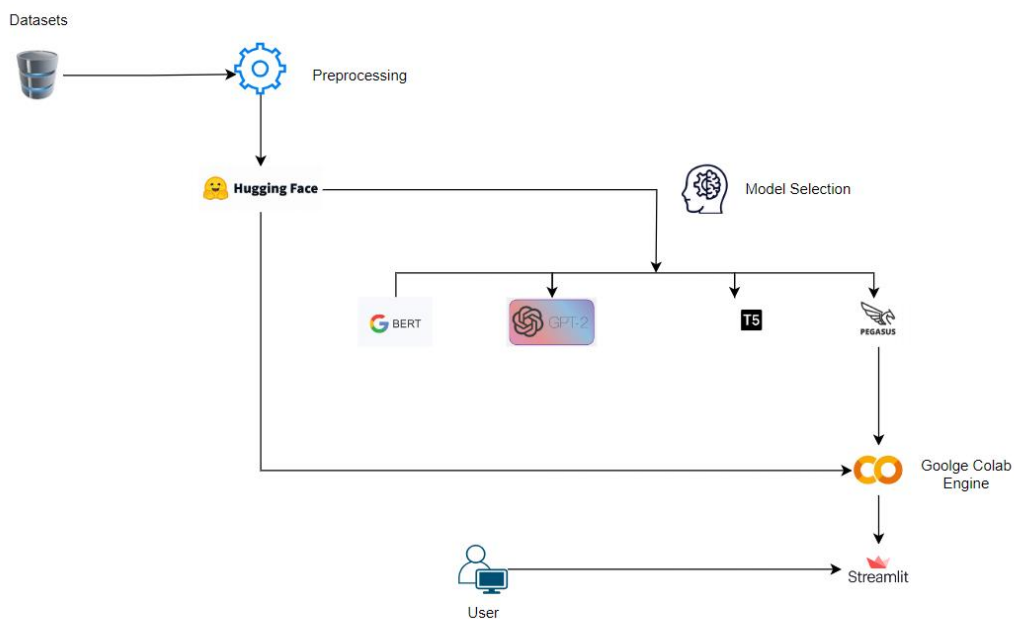 Datasets
Preprocessing
Hugging Face
Model Selection
BERT
GPT-2
T5
PEGASUS
Goolge Colab
Engine
Streamlit
User